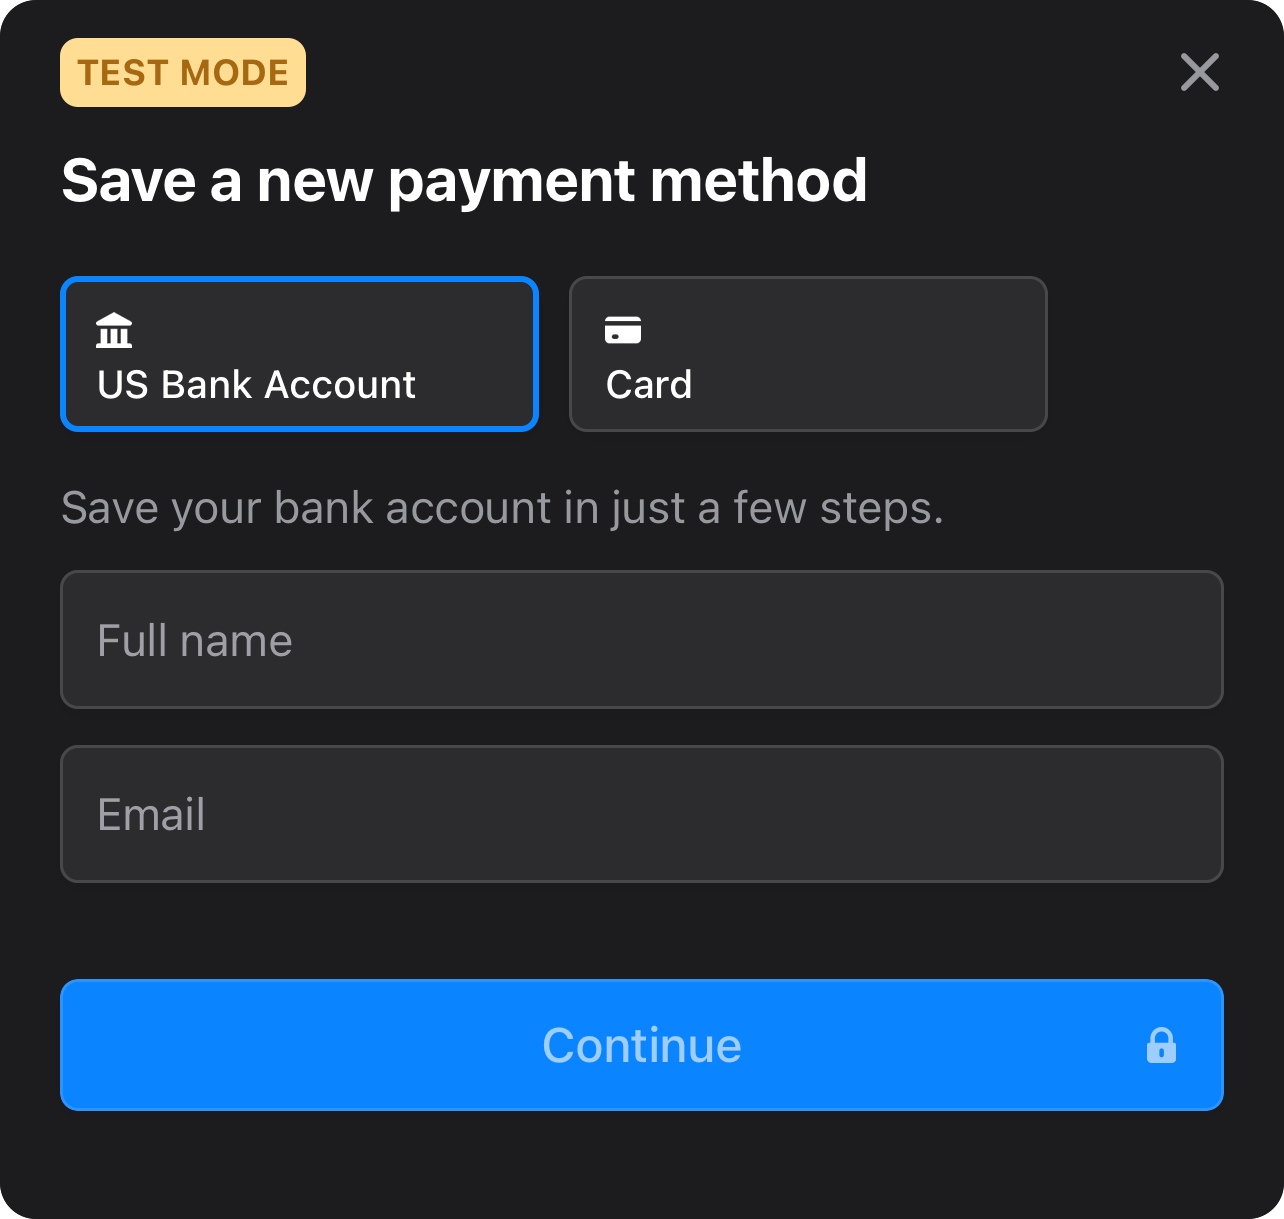 TEST MODE
Save a new payment method
US Bank Account
Card
Save your bank account in just a few steps.
Full name
Email
Continue